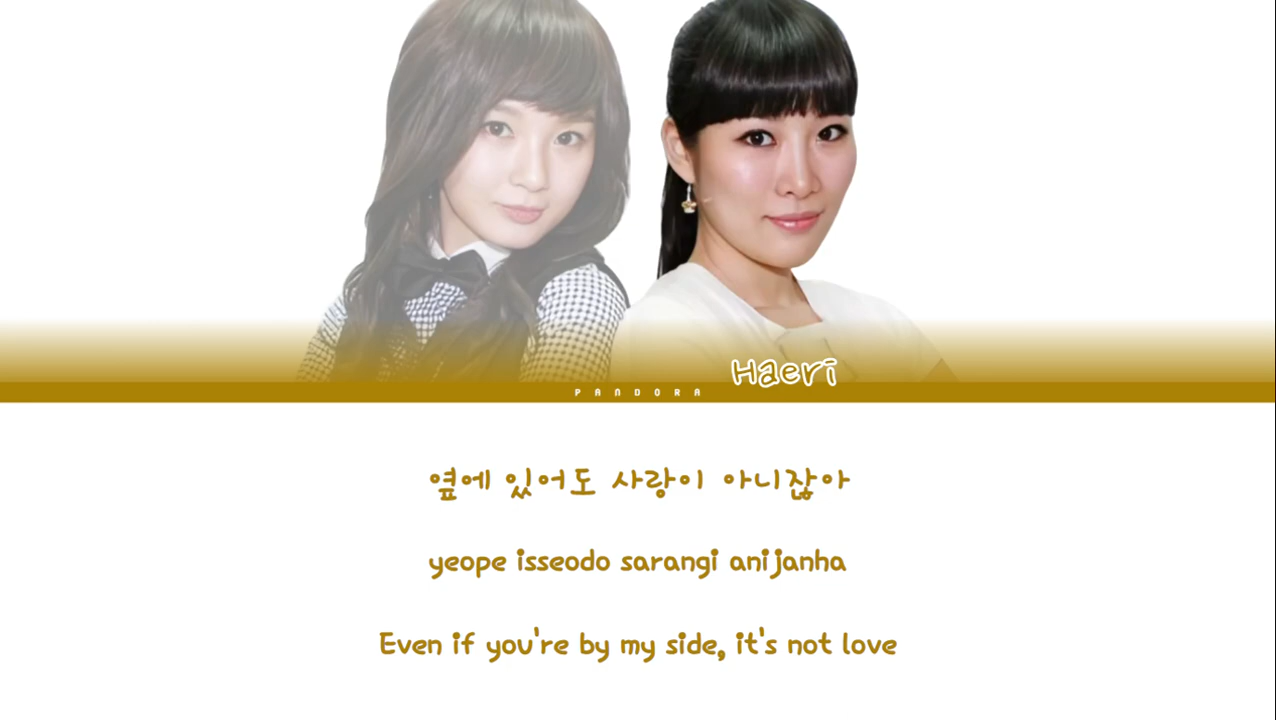 Haeri
PANDORA
옆에 있어도 사랑이 아니잖아
yeope isseodo sarangi anijanha
Even if you're by my side, it's not love